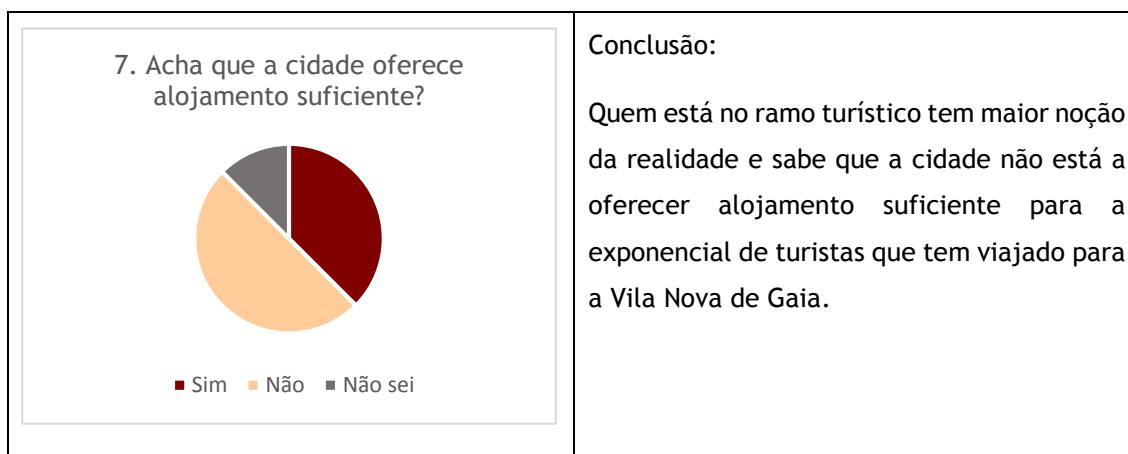 7. Acha que a cidade oferece
alojamento suficiente?
Sim Não Não sei
Conclusão:
Quem está no ramo turístico tem maior noção
da realidade e sabe que a cidade não está a
oferecer alojamento suficiente para a
exponencial de turistas que tem viajado para
a Vila Nova de Gaia.